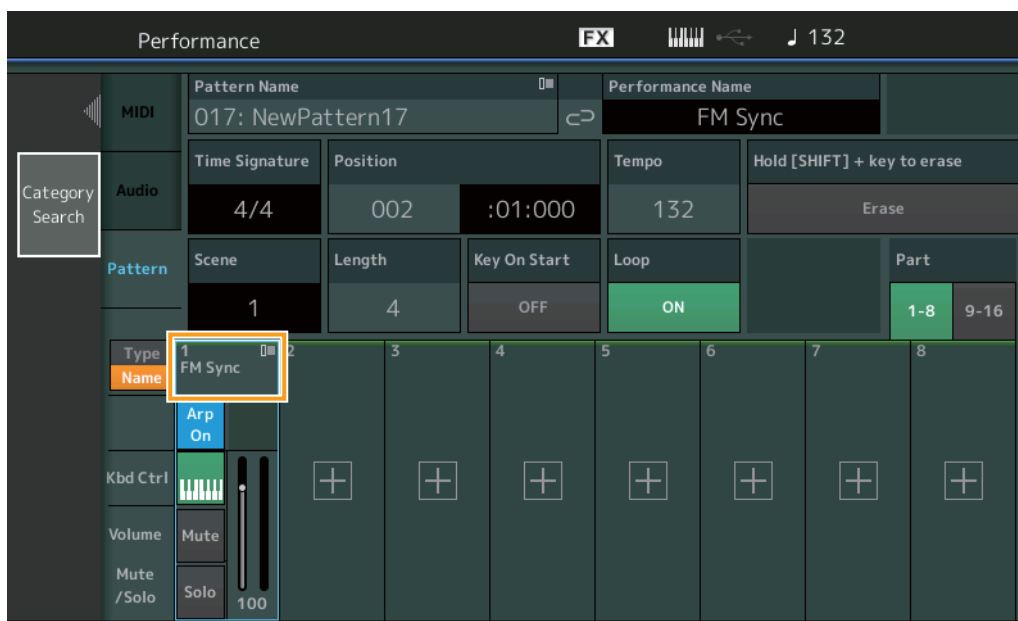 Performance
FX
♩ 132
Pattern Name
017: NewPattern17
Performance Name
FM Sync
MIDI
Category
Search
Audio
Time Signature
4/4
Position
002
:01:000
Tempo
132
Hold [SHIFT] + key to erase
Erase
Pattern
Scene
1
Length
4
Key On Start
OFF
Loop
ON
Part
1-8
9-16
Type
Name
1
FM Sync
2
3
4
5
6
7
8
Arp
On
Kbd Ctrl
Volume
Mute
Mute
/Solo
Solo
100